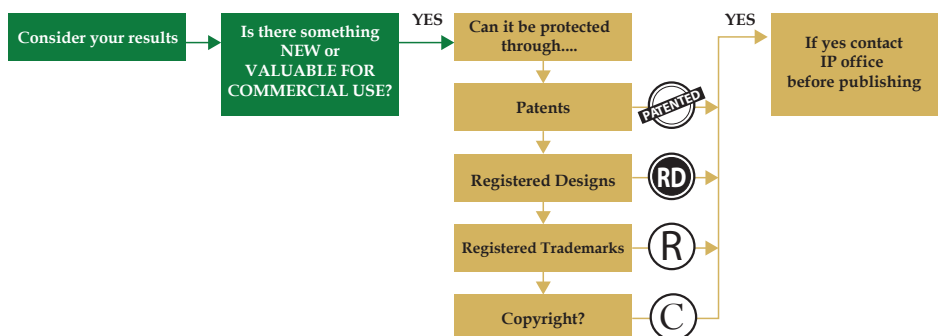 Consider your results
Is there something
NEW or
VALUABLE FOR
COMMERCIAL USE?
YES
Can it be protected
through....
Patents
PATENTED
Registered Designs
RD
Registered Trademarks
R
Copyright?
C
YES
If yes contact
IP office
before publishing